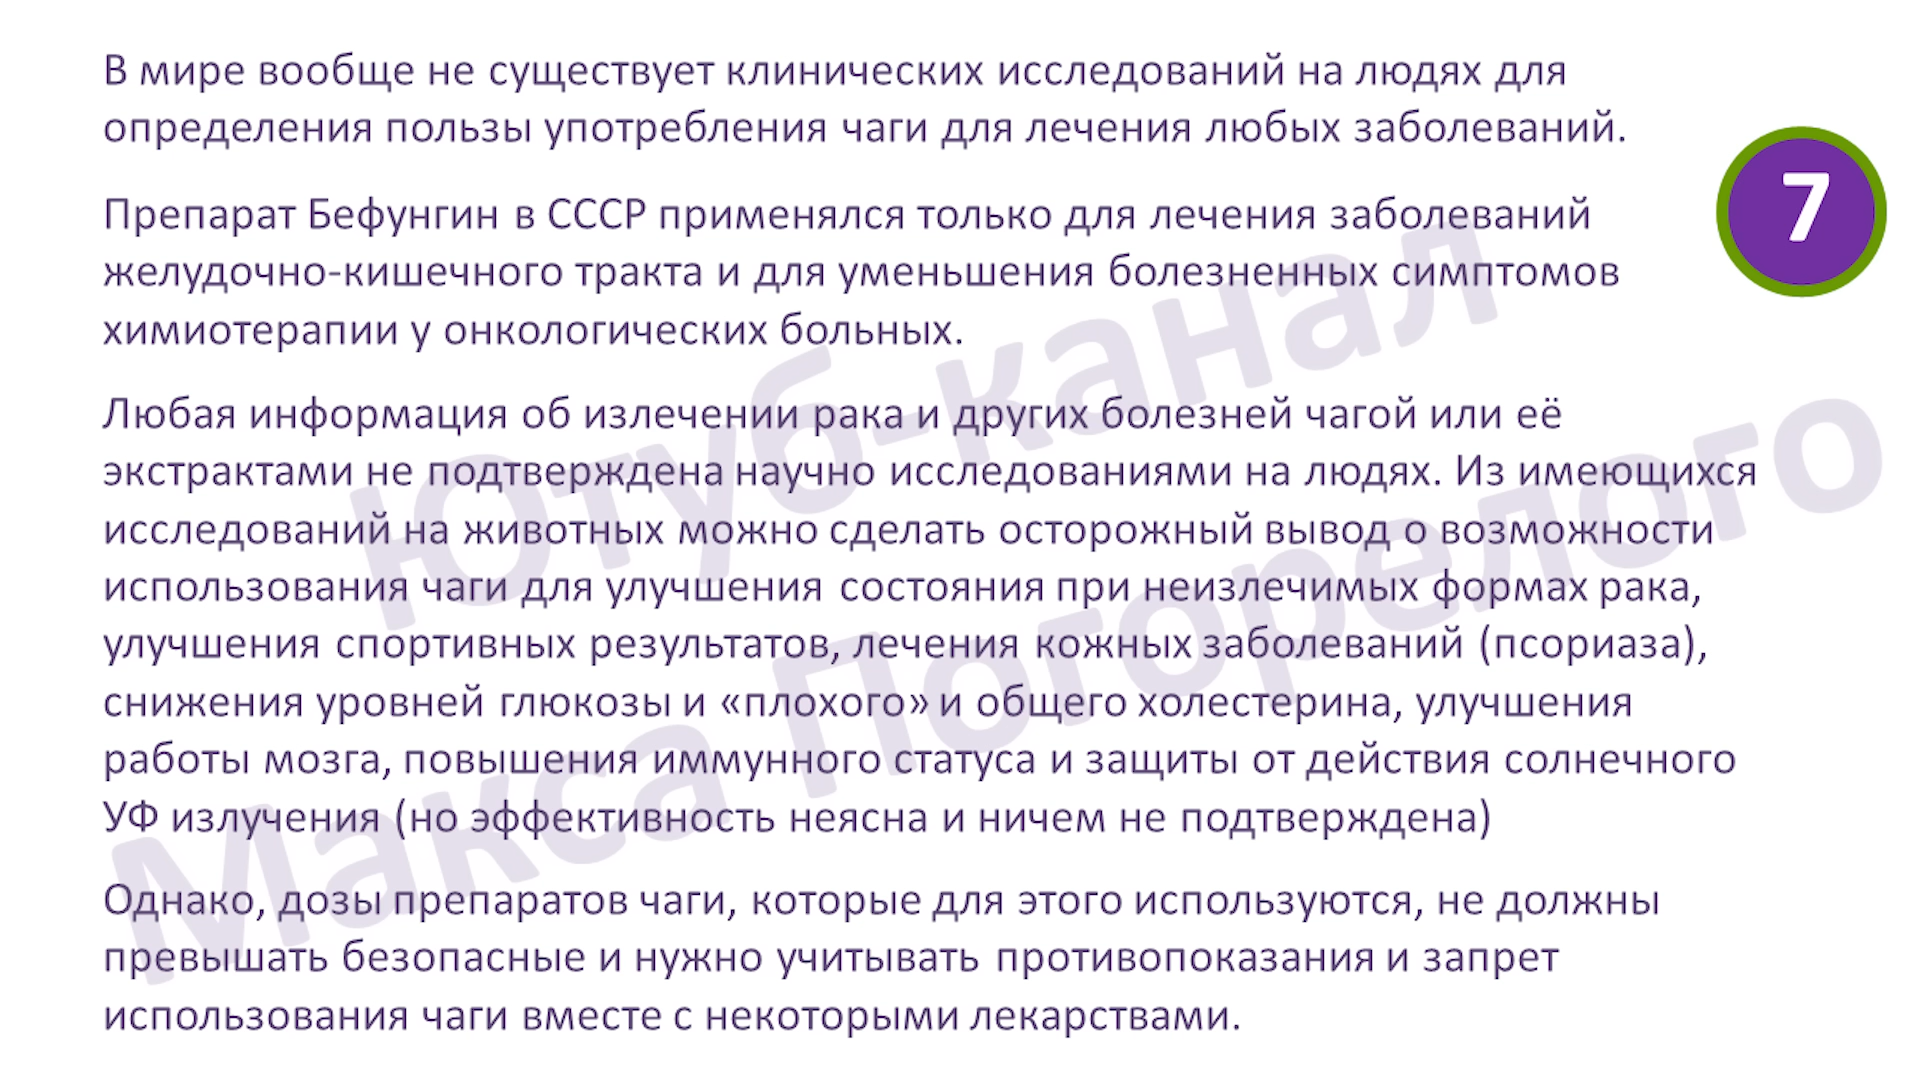 В мире вообще не существует клинических исследований на людях для
определения пользы употребления чаги для лечения любых заболеваний.
7
Препарат Бефунгин в СССР применялся только для лечения заболеваний
желудочно-кишечного тракта и для уменьшения болезненных симптомов
химиотерапии у онкологических больных.
Любая информация об излечении рака и других болезней чагой или её
экстрактами не подтверждена научно исследованиями на людях. Из имеющихся
исследований на животных можно сделать осторожный вывод о возможности
использования чаги для улучшения состояния при неизлечимых формах рака,
улучшения спортивных результатов, лечения кожных заболеваний (псориаза),
снижения уровней глюкозы и «плохого» и общего холестерина, улучшения
работы мозга, повышения иммунного статуса и защиты от действия солнечного
УФ излучения (но эффективность неясна и ничем не подтверждена)
Однако, дозы препаратов чаги, которые для этого используются, не должны
превышать безопасные и нужно учитывать противопоказания и запрет
использования чаги вместе с некоторыми лекарствами.
Ютуб-канал
Макса Погорелого